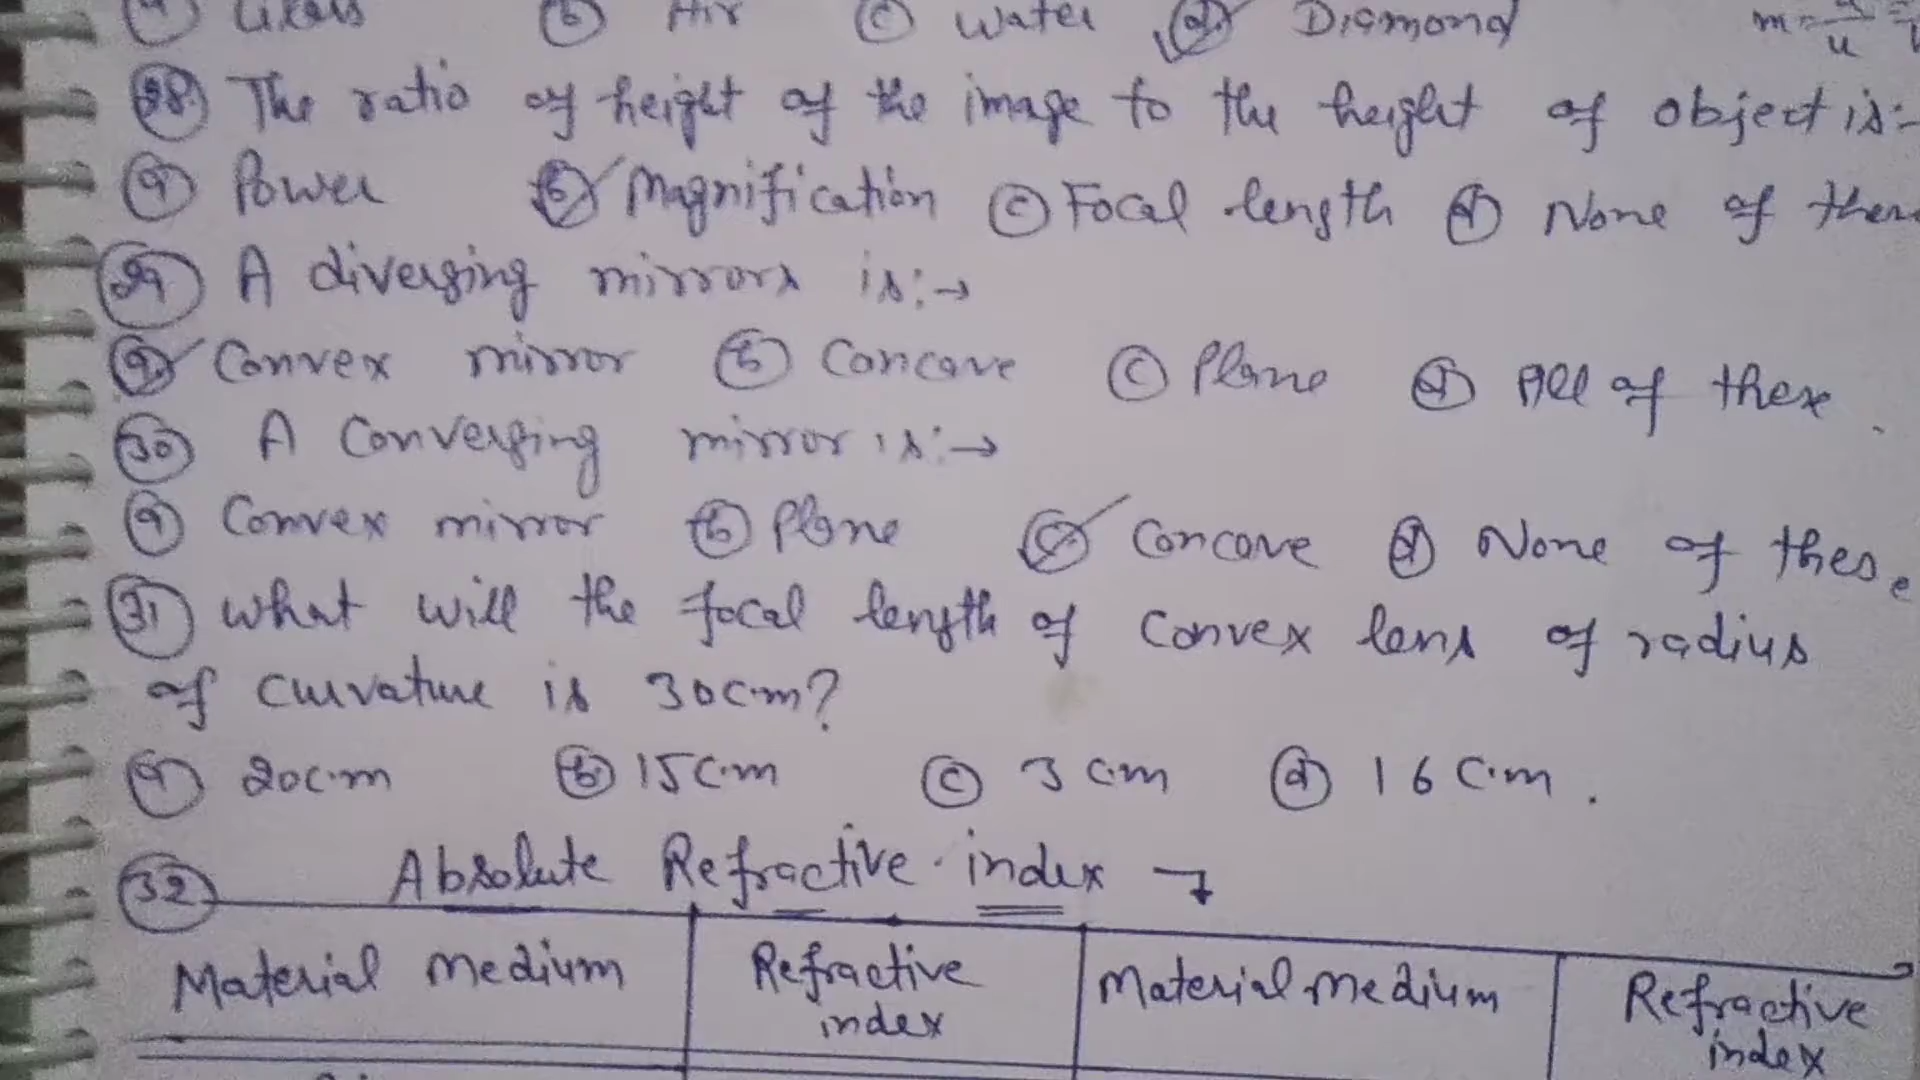 (a) Glass (b) Air (c) Water (d) Diamond
28. The ratio of height of the image to the height of object is:-
(a) Power (b) Magnification (c) Focal length (d) None of them
29 A diverging mirrors is:→
(a) Convex mirror (b) Concave (c) Plane (d) All of these.
30 A Converging mirror is:→
(a) Convex mirror (b) Plane (c) Concave (d) None of these
31 What will the focal length of Convex lens of radius
of curvature is 30cm?
(a) 20cm (b) 15cm (c) 3cm (d) 16cm.
32 Absolute Refractive index →
Material medium Refractive index Material medium Refractive index